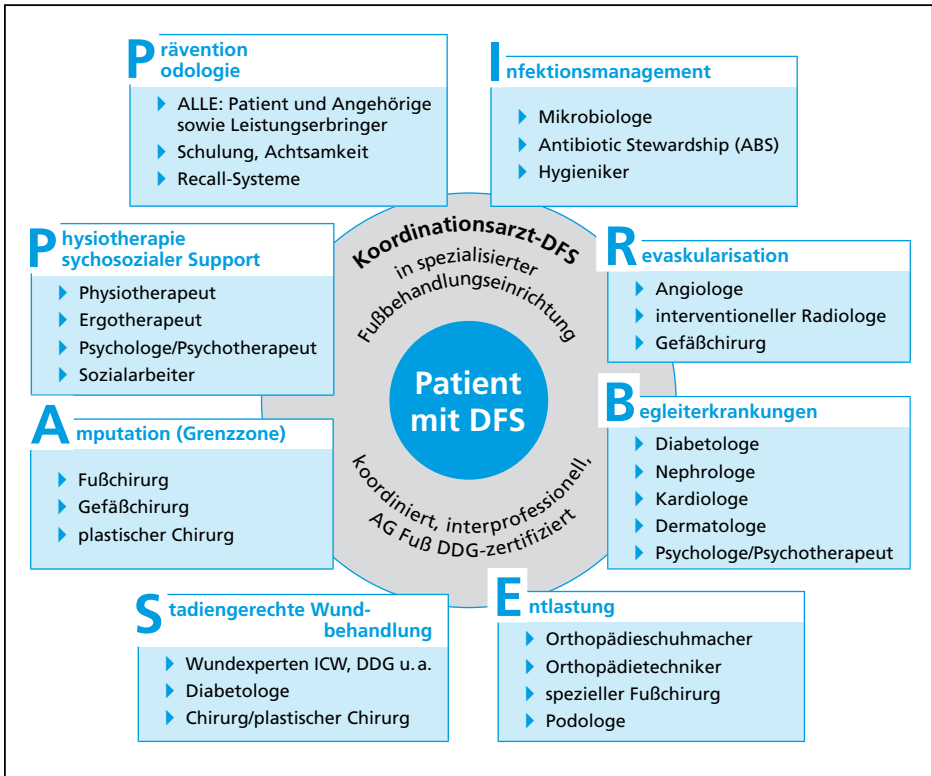 Prävention
Podologie
ALLE: Patient und Angehörige
sowie Leistungserbringer
Schulung, Achtsamkeit
Recall-Systeme
Infektionsmanagement
Mikrobiologe
Antibiotic Stewardship (ABS)
Hygieniker
Physiotherapie
Psychosozialer Support
Physiotherapeut
Ergotherapeut
Psychologe/Psychotherapeut
Sozialarbeiter
Koordinationsarzt-DFS
in spezialisierter
Fußbehandlungseinrichtung
Patient
mit DFS
koordiniert, interprofessionell,
AG Fuß DDG-zertifiziert
Revaskularisation
Angiologe
interventioneller Radiologe
Gefäßchirurg
Amputation (Grenzzone)
Fußchirurg
Gefäßchirurg
plastischer Chirurg
Begleiterkrankungen
Diabetologe
Nephrologe
Kardiologe
Dermatologe
Psychologe/Psychotherapeut
Stadiengerechte Wund-
behandlung
Wundexperten ICW, DDG u. a.
Diabetologe
Chirurg/plastischer Chirurg
Entlastung
Orthopädieschuhmacher
Orthopädietechniker
spezieller Fußchirurg
Podologe